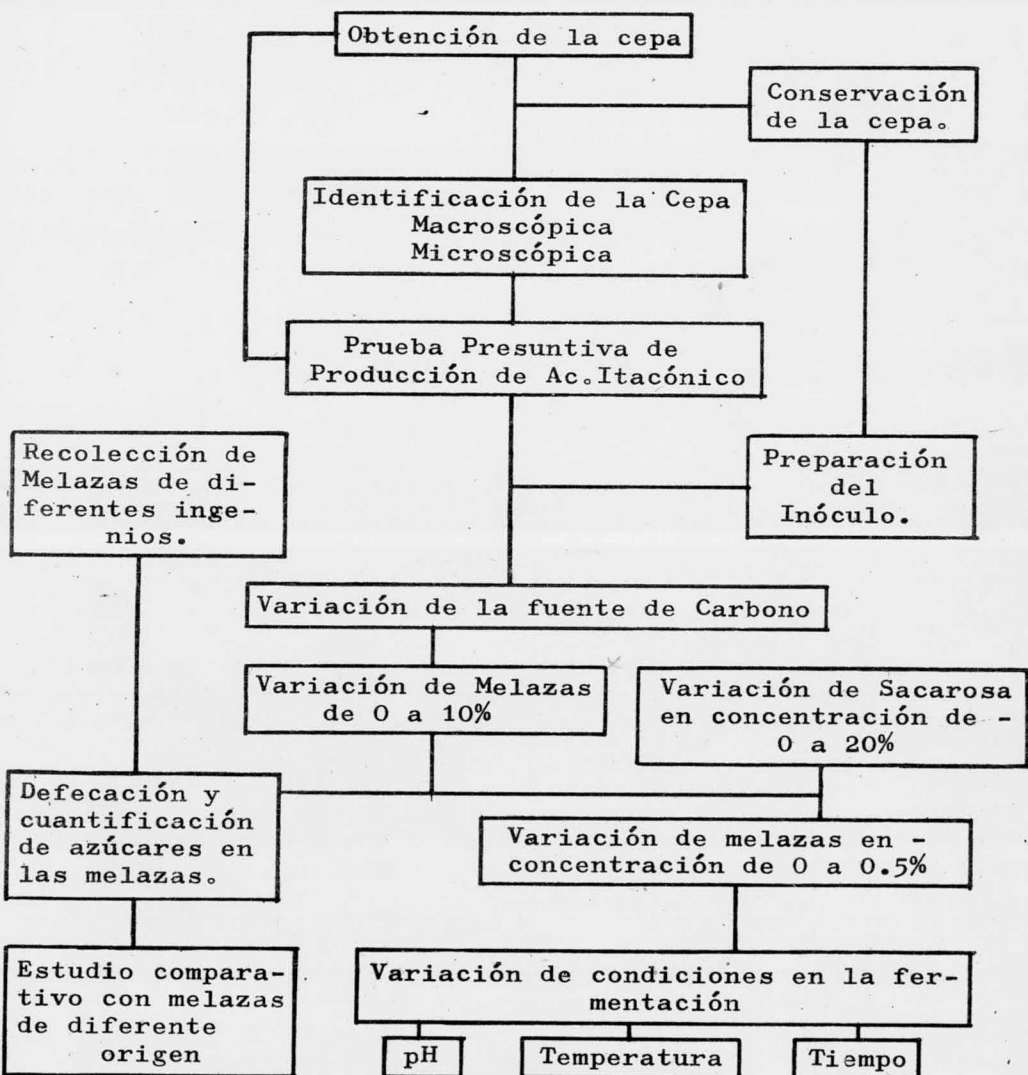 Obtención de la cepa
Conservación
de la cepa.
Identificación de la Cepa
Macroscópica
Microscópica
Prueba Presuntiva de
Producción de Ac.Itacónico
Recolección de
Melazas de di-
ferentes inge-
nios.
Preparación
del
Inóculo.
Variación de la fuente de Carbono
Variación de Melazas
de 0 a 10%
Variación de Sacarosa
en concentración de -
0 a 20%
Defecación y
cuantificación
de azúcares en
las melazas.
Variación de melazas en -
concentración de 0 a 0.5%
Estudio compara-
tivo con melazas
de diferente
origen
Variación de condiciones en la fer-
mentación
pH
Temperatura
Tiempo